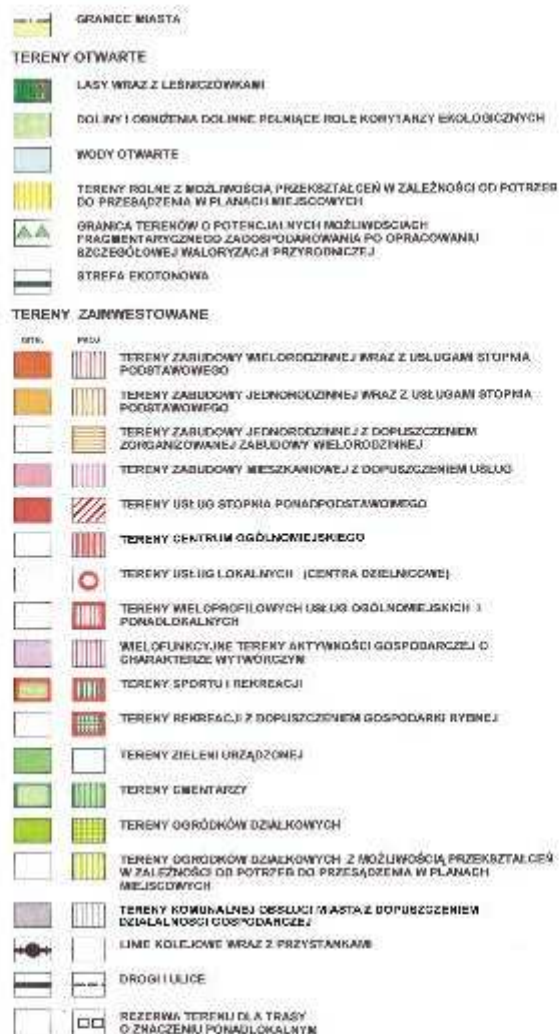 GRANICE MIASTA
TERENY OTWARTE
LASY WRAZ Z LEŚNICZÓWKAMI
DOLINY I OBNIŻENIA DOLINNE PEŁNIĄCE ROLĘ KORYTARZY EKOLOGICZNYCH
WODY OTWARTE
TERENY ROLNE Z MOŻLIWOŚCIĄ PRZEKSZTAŁCEŃ W ZALEŻNOŚCI OD POTRZEB
DO PRZESĄDZENIA W PLANACH MIEJSCOWYCH
GRANICA TERENÓW O POTENCJALNYCH MOŻLIWOŚCIACH
FRAGMENTARYCZNEGO ZAGOSPODAROWANIA PO OPRACOWANIU
SZCZEGÓŁOWEJ WALORYZACJI PRZYRODNICZEJ
STREFA EKOTONOWA
TERENY ZAINWESTOWANE
ISTN. PROJ.
TERENY ZABUDOWY WIELORODZINNEJ WRAZ Z USŁUGAMI STOPNIA
PODSTAWOWEGO
TERENY ZABUDOWY JEDNORODZINNEJ WRAZ Z USŁUGAMI STOPNIA
PODSTAWOWEGO
TERENY ZABUDOWY JEDNORODZINNEJ Z DOPUSZCZENIEM
ZORGANIZOWANEJ ZABUDOWY WIELORODZINNEJ
TERENY ZABUDOWY MIESZKANIOWEJ Z DOPUSZCZENIEM USŁUG
TERENY USŁUG STOPNIA PONADPODSTAWOWEGO
TERENY CENTRUM OGÓLNOMIEJSKIEGO
TERENY USŁUG LOKALNYCH (CENTRA DZIELNICOWE)
TERENY WIELOPROFILOWYCH USŁUG OGÓLNOMIEJSKICH I
PONADLOKALNYCH
WIELOFUNKCYJNE TERENY AKTYWNOŚCI GOSPODARCZEJ O
CHARAKTERZE WYTWÓRCZYM
TERENY SPORTU I REKREACJI
TERENY REKREACJI Z DOPUSZCZENIEM GOSPODARKI RYBNEJ
TERENY ZIELENI URZĄDZONEJ
TERENY CMENTARZY
TERENY OGRÓDKÓW DZIAŁKOWYCH
TERENY OGRÓDKÓW DZIAŁKOWYCH Z MOŻLIWOŚCIĄ PRZEKSZTAŁCEŃ
W ZALEŻNOŚCI OD POTRZEB DO PRZESĄDZENIA W PLANACH
MIEJSCOWYCH
TERENY KOMUNALNEJ OBSŁUGI MIASTA Z DOPUSZCZENIEM
DZIAŁALNOŚCI GOSPODARCZEJ
LINIE KOLEJOWE WRAZ Z PRZYSTANKAMI
DROGI I ULICE
REZERWA TERENU DLA TRASY
O ZNACZENIU PONADLOKALNYM